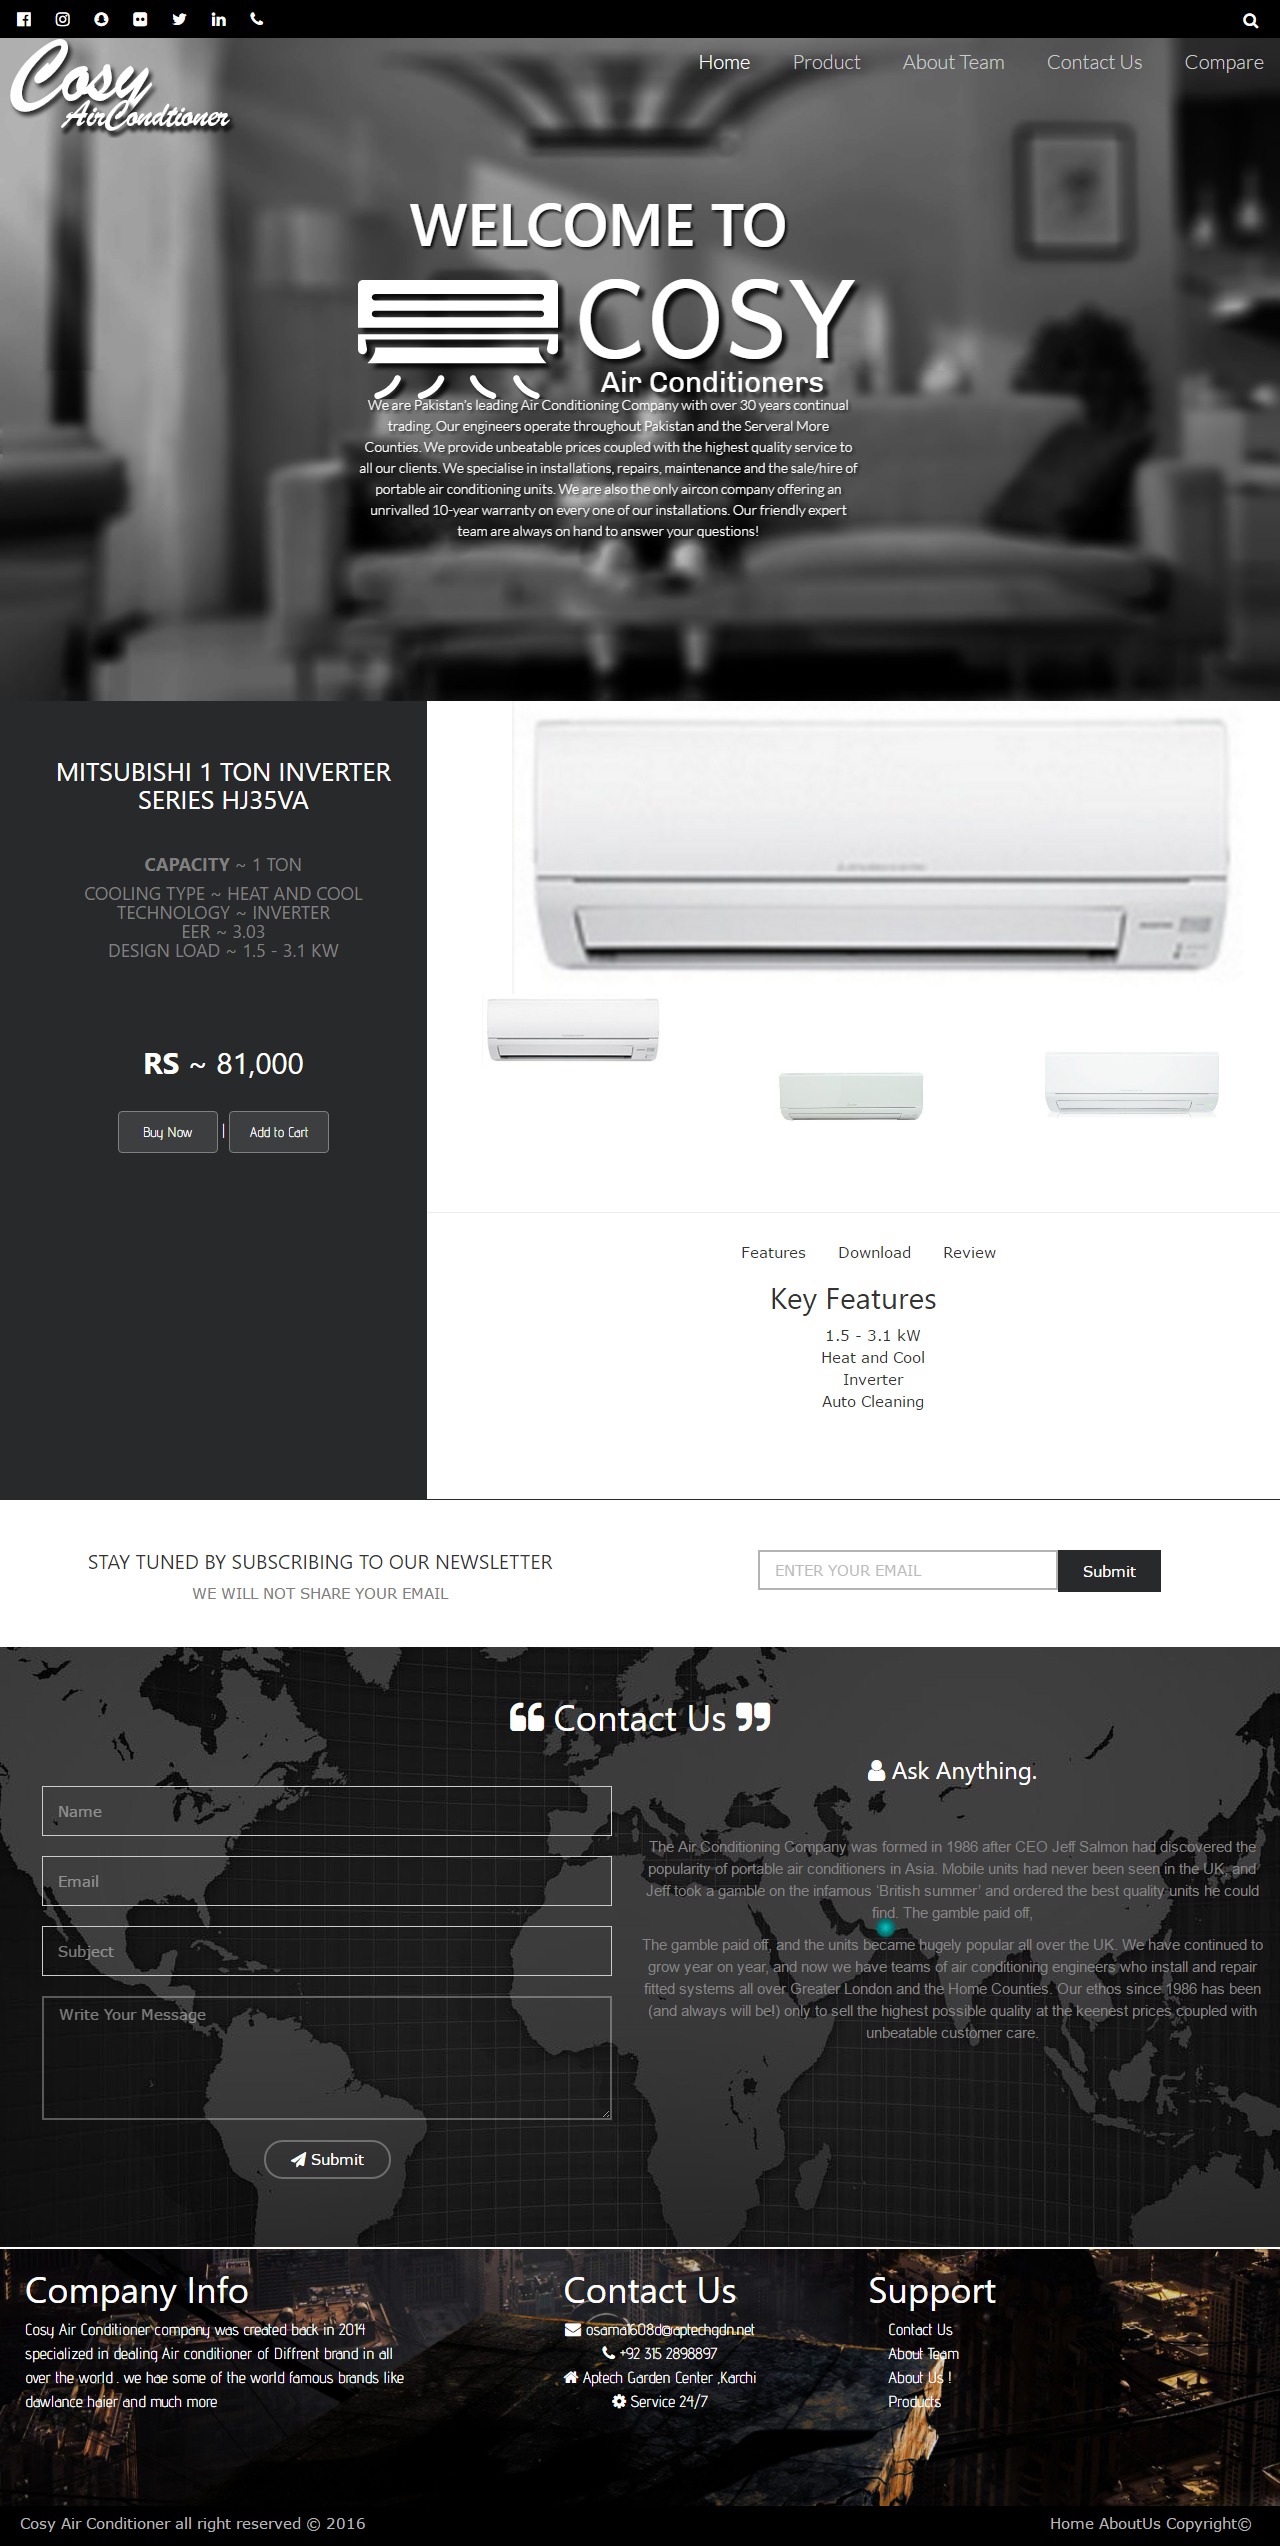 Cosy
AirCondtioner
Home Product About Team Contact Us Compare
WELCOME TO
COSY
Air Conditioners
We are Pakistan's leading Air Conditioning Company with over 30 years continual
trading. Our engineers operate throughout Pakistan and the Serveral More
Counties. We provide unbeatable prices coupled with the highest quality service to
all our clients. We specialise in installations, repairs, maintenance and the sale/hire of
portable air conditioning units. We are also the only aircon company offering an
unrivalled 10-year warranty on every one of our installations. Our friendly expert
team are always on hand to answer your questions!
MITSUBISHI 1 TON INVERTER
SERIES HJ35VA
CAPACITY ~ 1 TON
COOLING TYPE ~ HEAT AND COOL
TECHNOLOGY ~ INVERTER
EER ~ 3.03
DESIGN LOAD ~ 1.5 - 3.1 KW
RS ~ 81,000
Buy Now | Add to Cart
Features Download Review
Key Features
1.5 - 3.1 kW
Heat and Cool
Inverter
Auto Cleaning
STAY TUNED BY SUBSCRIBING TO OUR NEWSLETTER
WE WILL NOT SHARE YOUR EMAIL
ENTER YOUR EMAIL
Submit
“ Contact Us ”
Name
Email
Subject
Write Your Message
Submit
Ask Anything.
The Air Conditioning Company was formed in 1986 after CEO Jeff Salmon had discovered the
popularity of portable air conditioners in Asia. Mobile units had never been seen in the UK, and
Jeff took a gamble on the infamous ‘British summer’ and ordered the best quality units he could
find. The gamble paid off,
The gamble paid off, and the units became hugely popular all over the UK. We have continued to
grow year on year, and now we have teams of air conditioning engineers who install and repair
fitted systems all over Greater London and the Home Counties. Our ethos since 1986 has been
(and always will be!) only to sell the highest possible quality at the keenest prices coupled with
unbeatable customer care.
Company Info
Cosy Air Conditioner company was created back in 2014
specialized in dealing Air conditioner of Diffrent brand in all
over the world . we hae some of the world famous brands like
dawlance haier and much more
Contact Us
osama1608d@aptechgdn.net
+92 315 2898897
Aptech Garden Center ,Karchi
Service 24/7
Support
Contact Us
About Team
About Us !
Products
Cosy Air Conditioner all right reserved © 2016
Home AboutUs Copyright©